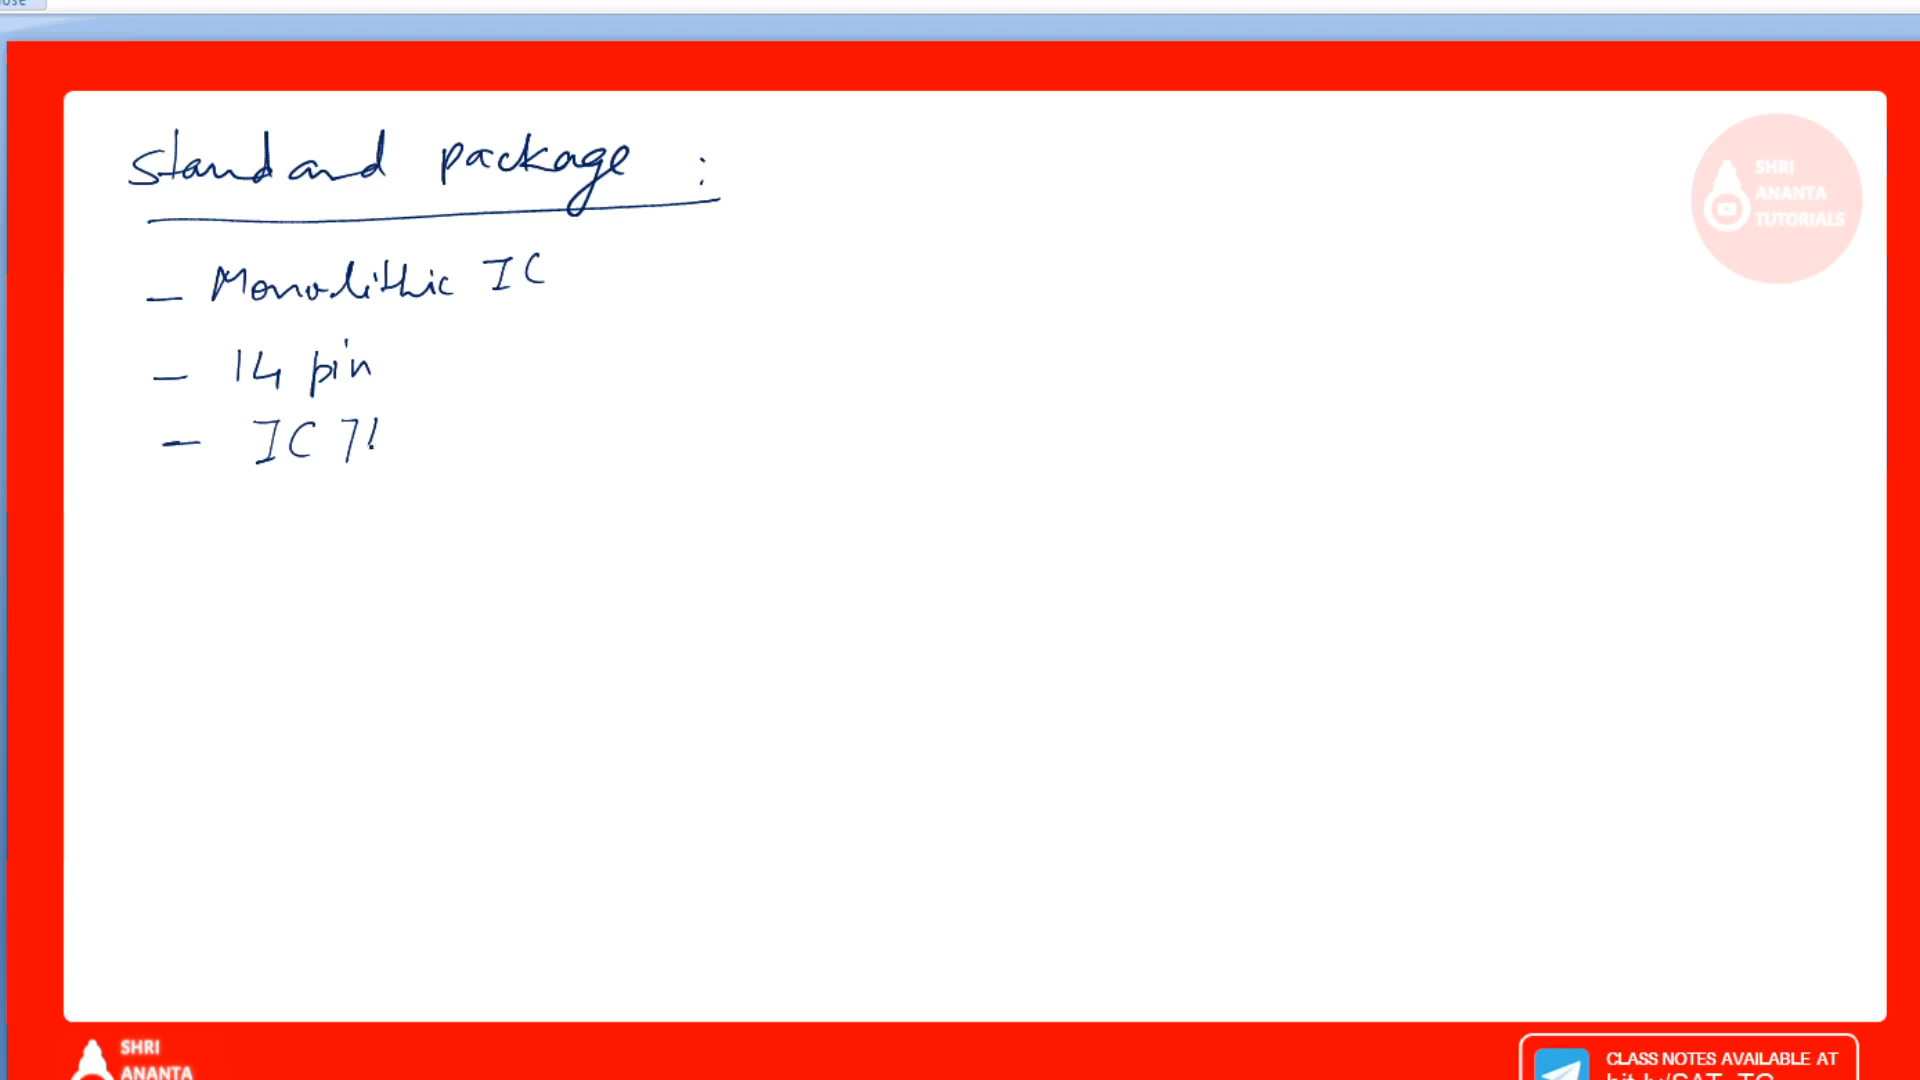 standard package :
SHRI
ANANTA
TUTORIALS
– Monolithic IC
– 14 pin
– IC 7
SHRI
ANANTA
CLASS NOTES AVAILABLE AT